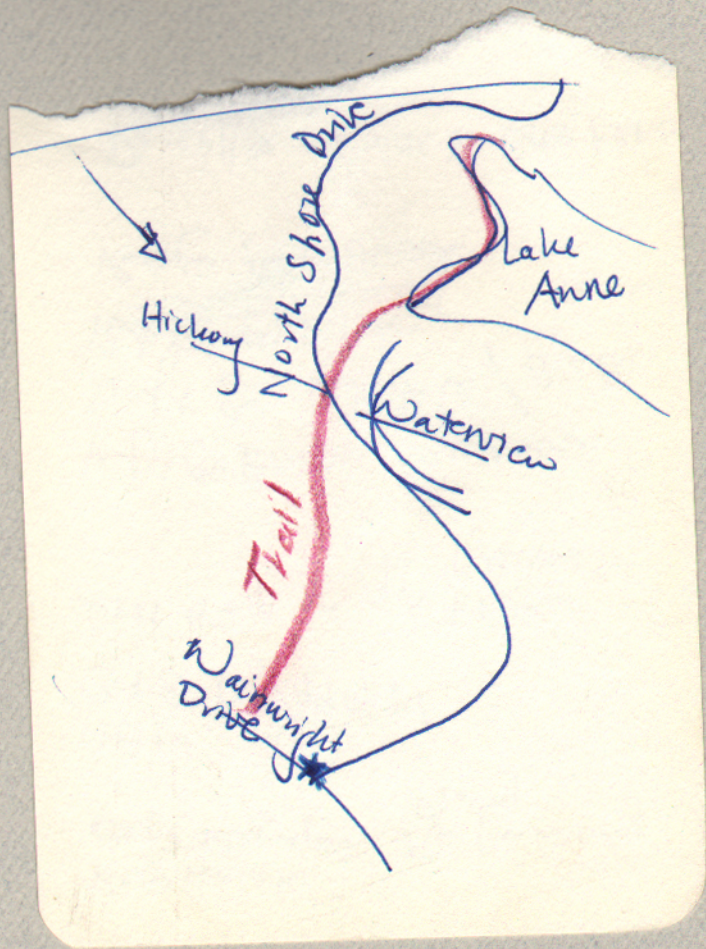 North Shore Drive
Lake
Anne
Hickory
Waterview
Trail
Wainwright
Drive